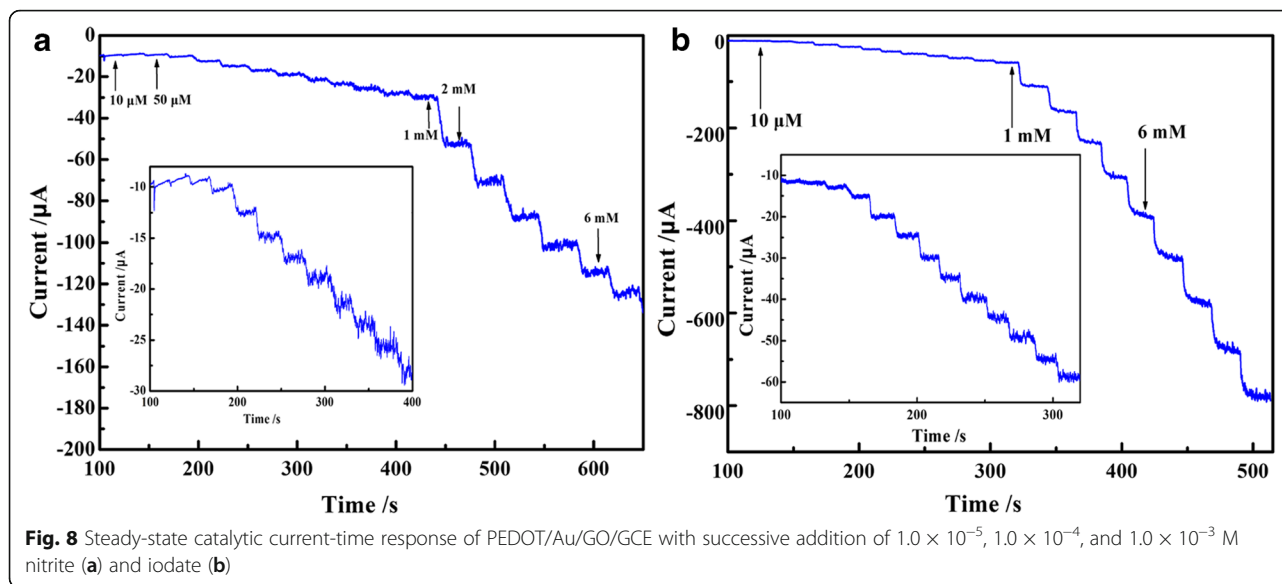 a
0
-20
-40
-60
-80
-100
-120
-140
-160
-180
-200
100 200 300 400 500 600
Current /µA
Time /s
10 µM
50 µM
1 mM
2 mM
6 mM
-10
-15
-20
-25
-30
100 200 300 400
Current /µA
Time /s
b
0
-200
-400
-600
-800
100 200 300 400 500
Current /µA
Time /s
10 µM
1 mM
6 mM
-10
-20
-30
-40
-50
-60
100 200 300
Current /µA
Time /s
Fig. 8 Steady-state catalytic current-time response of PEDOT/Au/GO/GCE with successive addition of 1.0 × 10⁻⁵, 1.0 × 10⁻⁴, and 1.0 × 10⁻³ M
nitrite (a) and iodate (b)